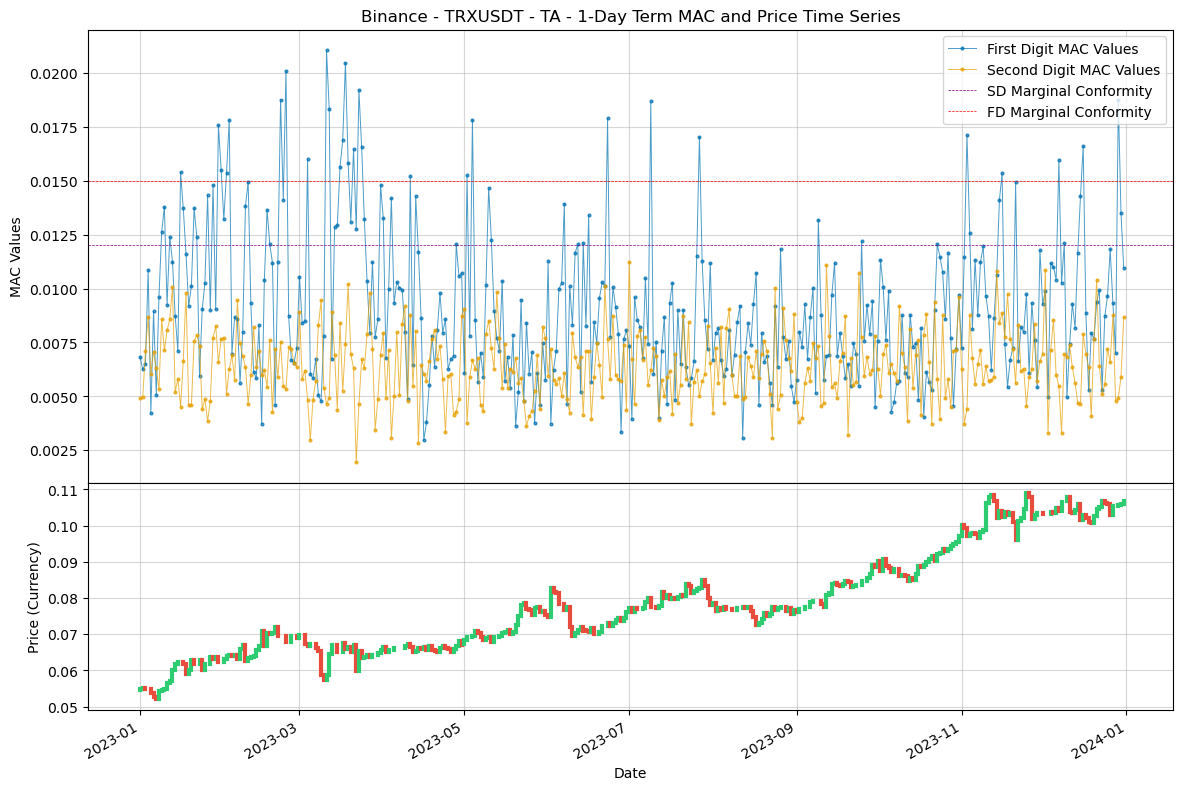 Binance - TRXUSDT - TA - 1-Day Term MAC and Price Time Series
First Digit MAC Values
Second Digit MAC Values
SD Marginal Conformity
FD Marginal Conformity
MAC Values
0.0200
0.0175
0.0150
0.0125
0.0100
0.0075
0.0050
0.0025
Price (Currency)
0.11
0.10
0.09
0.08
0.07
0.06
0.05
2023-01
2023-03
2023-05
2023-07
2023-09
2023-11
2024-01
Date